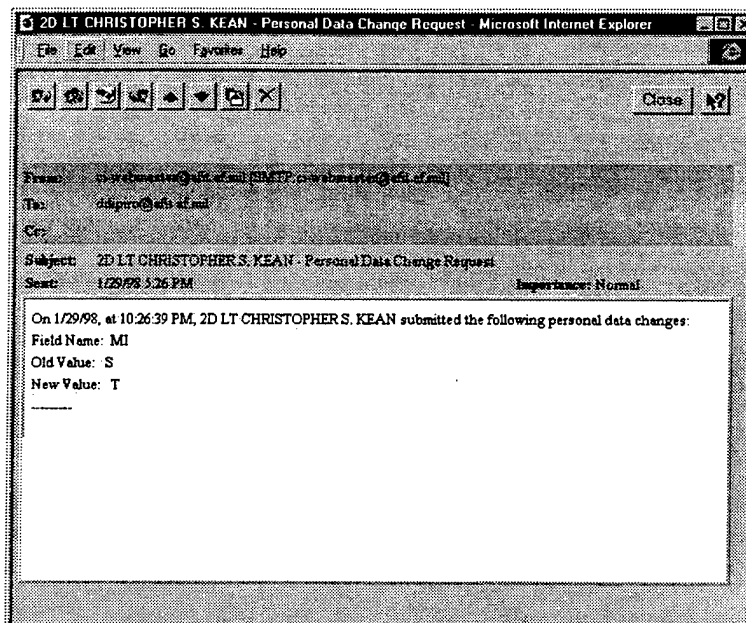 2D LT CHRISTOPHER S. KEAN - Personal Data Change Request - Microsoft Internet Explorer
File Edit View Go Favorites Help
Close
From:
To:
Cc:
Subject: 2D LT CHRISTOPHER S. KEAN - Personal Data Change Request
Sent: 1/29/98 5:26 PM Importance: Normal
On 1/29/98, at 10:26:39 PM, 2D LT CHRISTOPHER S. KEAN submitted the following personal data changes:
Field Name: MI
Old Value: S
New Value: T